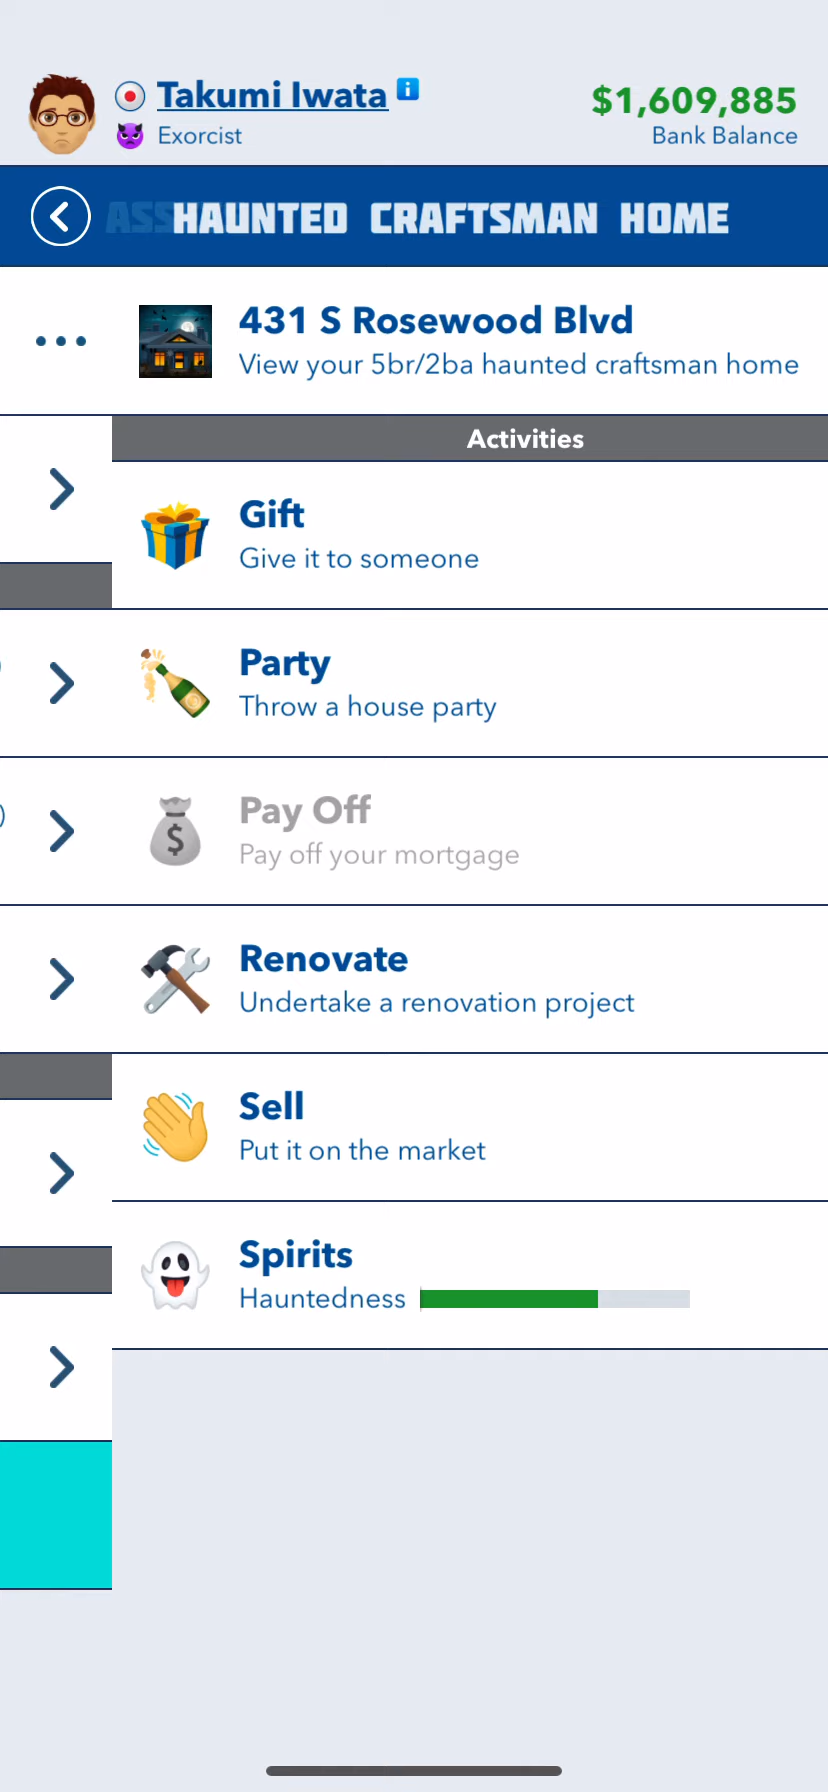 Takumi Iwata
$1,609,885
Exorcist
Bank Balance
ASS
HAUNTED CRAFTSMAN HOME
431 S Rosewood Blvd
View your 5br/2ba haunted craftsman home
Activities
Gift
Give it to someone
Party
Throw a house party
Pay Off
Pay off your mortgage
Renovate
Undertake a renovation project
Sell
Put it on the market
Spirits
Hauntedness